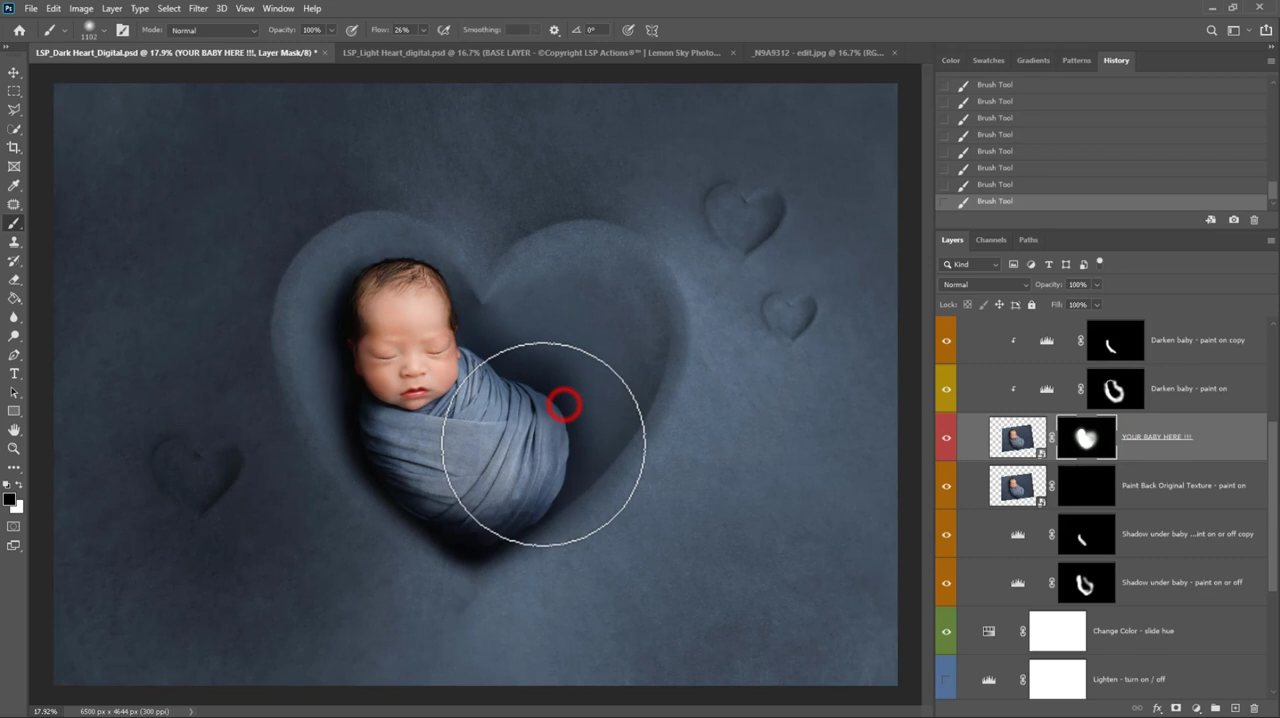 File Edit Image Layer Type Select Filter 3D View Window Help
1102 Mode: Normal Opacity: 100% Flow: 26% Smoothing: 0°
LSP_Dark Heart_Digital.psd @ 17.9% (YOUR BABY HERE !!!, Layer Mask/8) * × LSP_Light Heart_digital.psd @ 16.7% (BASE LAYER - ©Copyright LSP Actions®™ | Lemon Sky Photo... × _N9A9312 - edit.jpg @ 16.7% (RG... ×
Color Swatches Gradients Patterns History
Brush Tool
Brush Tool
Brush Tool
Brush Tool
Brush Tool
Brush Tool
Brush Tool
Brush Tool
Layers Channels Paths
Kind
Normal Opacity: 100%
Lock: Fill: 100%
Darken baby - paint on copy
Darken baby - paint on
YOUR BABY HERE !!!
Paint Back Original Texture - paint on
Shadow under baby ...int on or off copy
Shadow under baby - paint on or off
Change Color - slide hue
Lighten - turn on / off
17.92% 6500 px x 4644 px (300 ppi)